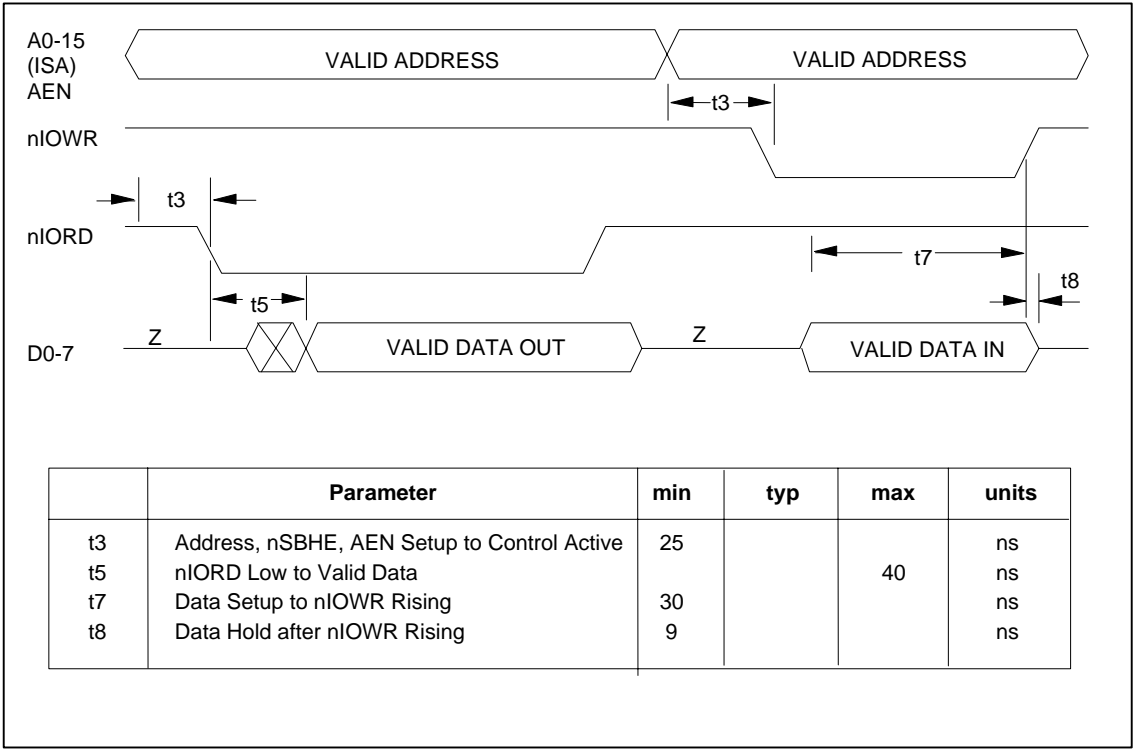 A0-15
(ISA)
AEN
VALID ADDRESS
VALID ADDRESS
t3
nIOWR
t3
nIORD
t7
t8
t5
Z
Z
D0-7
VALID DATA OUT
VALID DATA IN
Parameter min typ max units
t3 Address, nSBHE, AEN Setup to Control Active 25 ns
t5 nIORD Low to Valid Data 40 ns
t7 Data Setup to nIOWR Rising 30 ns
t8 Data Hold after nIOWR Rising 9 ns